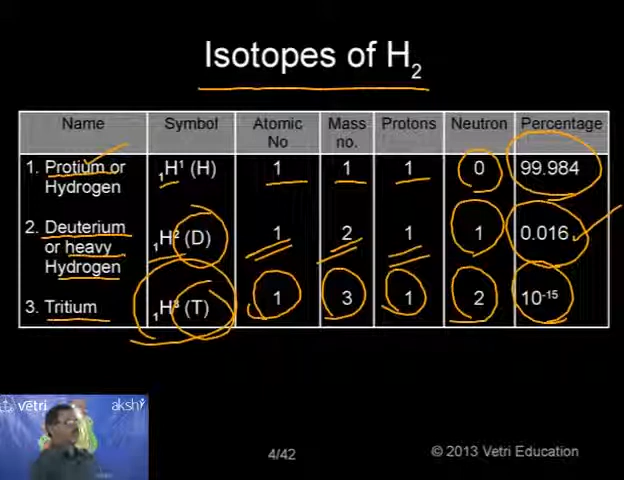 Isotopes of H₂
Name Symbol Atomic No Mass no. Protons Neutron Percentage
1. Protium or Hydrogen ₁H¹ (H) 1 1 1 0 99.984
2. Deuterium or heavy Hydrogen ₁H² (D) 1 2 1 1 0.016
3. Tritium ₁H³ (T) 1 3 1 2 10⁻¹⁵
vetri akshi
4/42 © 2013 Vetri Education